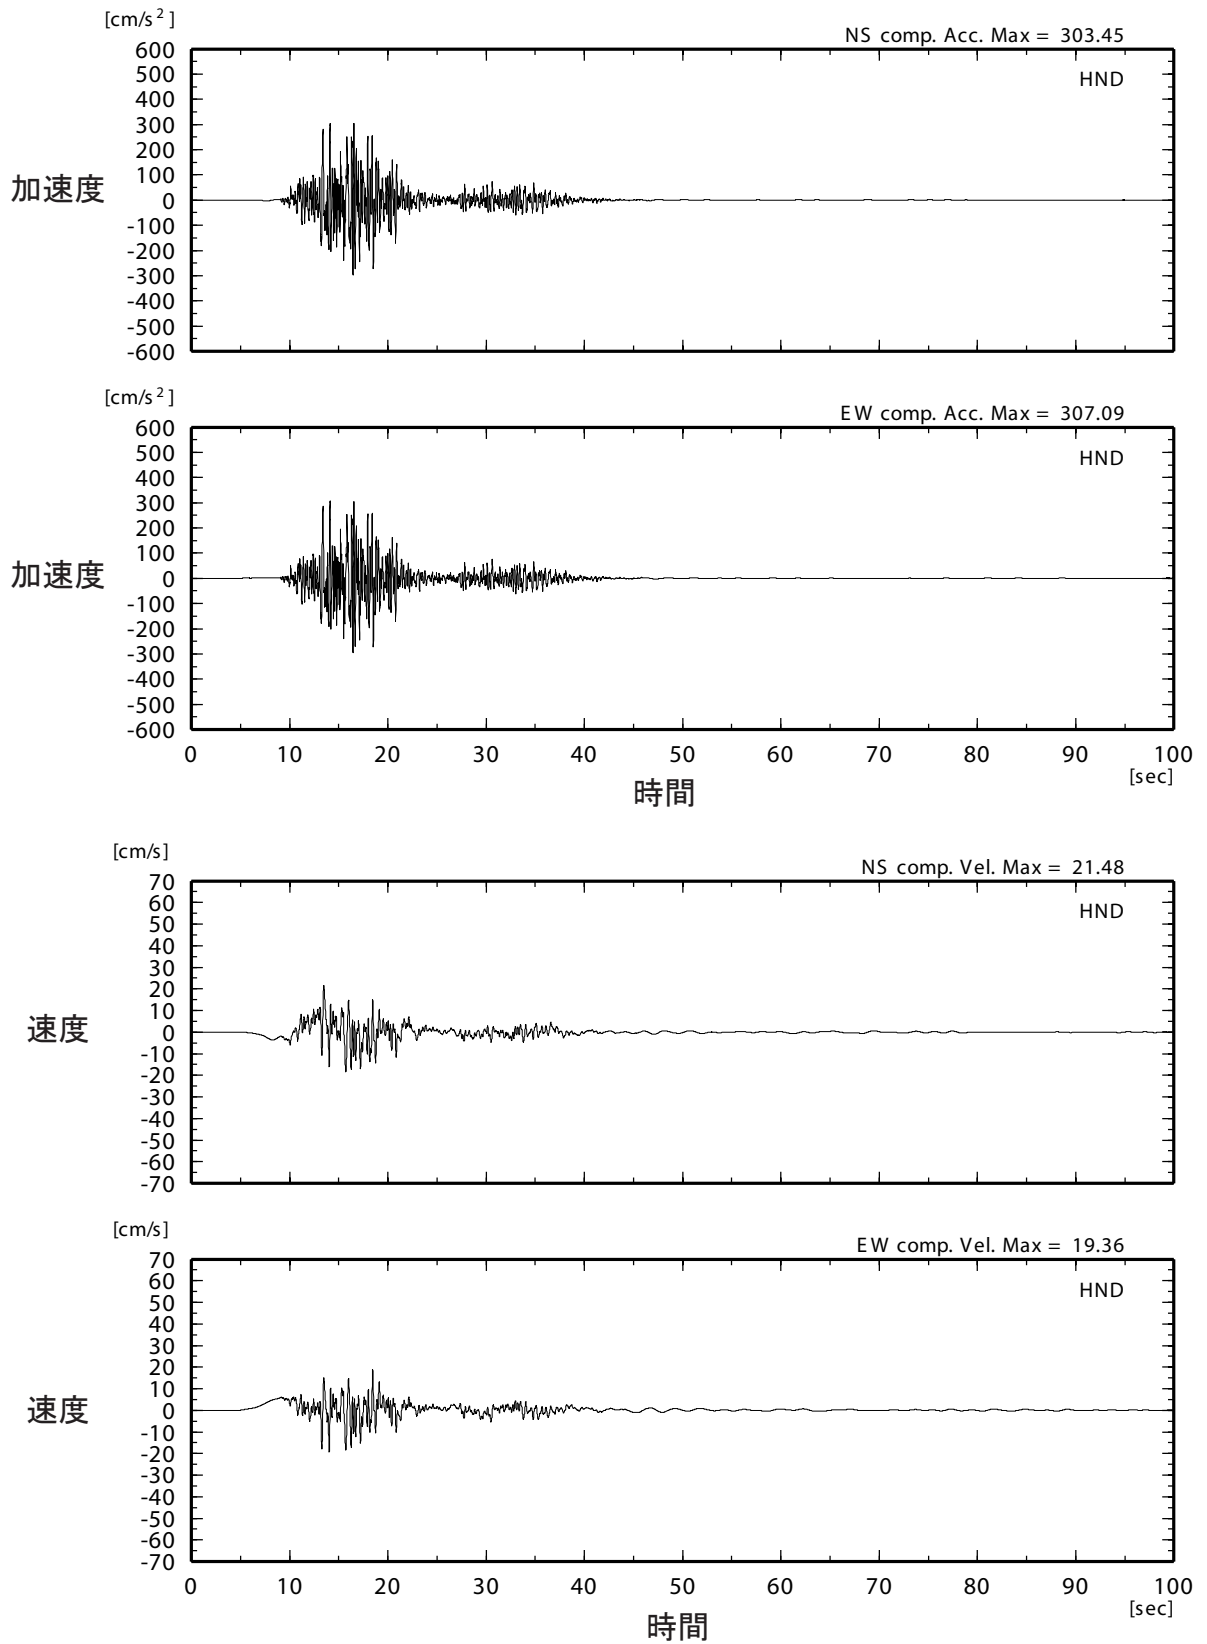 [cm/s²]
NS comp. Acc. Max = 303.45
HND
600
500
400
300
200
100
0
-100
-200
-300
-400
-500
-600
加速度
[cm/s²]
EW comp. Acc. Max = 307.09
HND
600
500
400
300
200
100
0
-100
-200
-300
-400
-500
-600
加速度
0 10 20 30 40 50 60 70 80 90 100
[sec]
時間
[cm/s]
NS comp. Vel. Max = 21.48
HND
70
60
50
40
30
20
10
0
-10
-20
-30
-40
-50
-60
-70
速度
[cm/s]
EW comp. Vel. Max = 19.36
HND
70
60
50
40
30
20
10
0
-10
-20
-30
-40
-50
-60
-70
速度
0 10 20 30 40 50 60 70 80 90 100
[sec]
時間